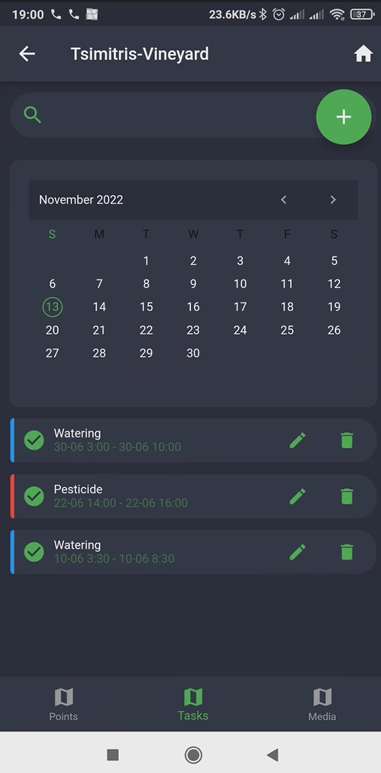 19:00 23.6KB/s 37
Tsimitris-Vineyard
November 2022
S M T W T F S
1 2 3 4 5
6 7 8 9 10 11 12
13 14 15 16 17 18 19
20 21 22 23 24 25 26
27 28 29 30
Watering
30-06 3:00 - 30-06 10:00
Pesticide
22-06 14:00 - 22-06 16:00
Watering
10-06 3:30 - 10-06 8:30
Points Tasks Media